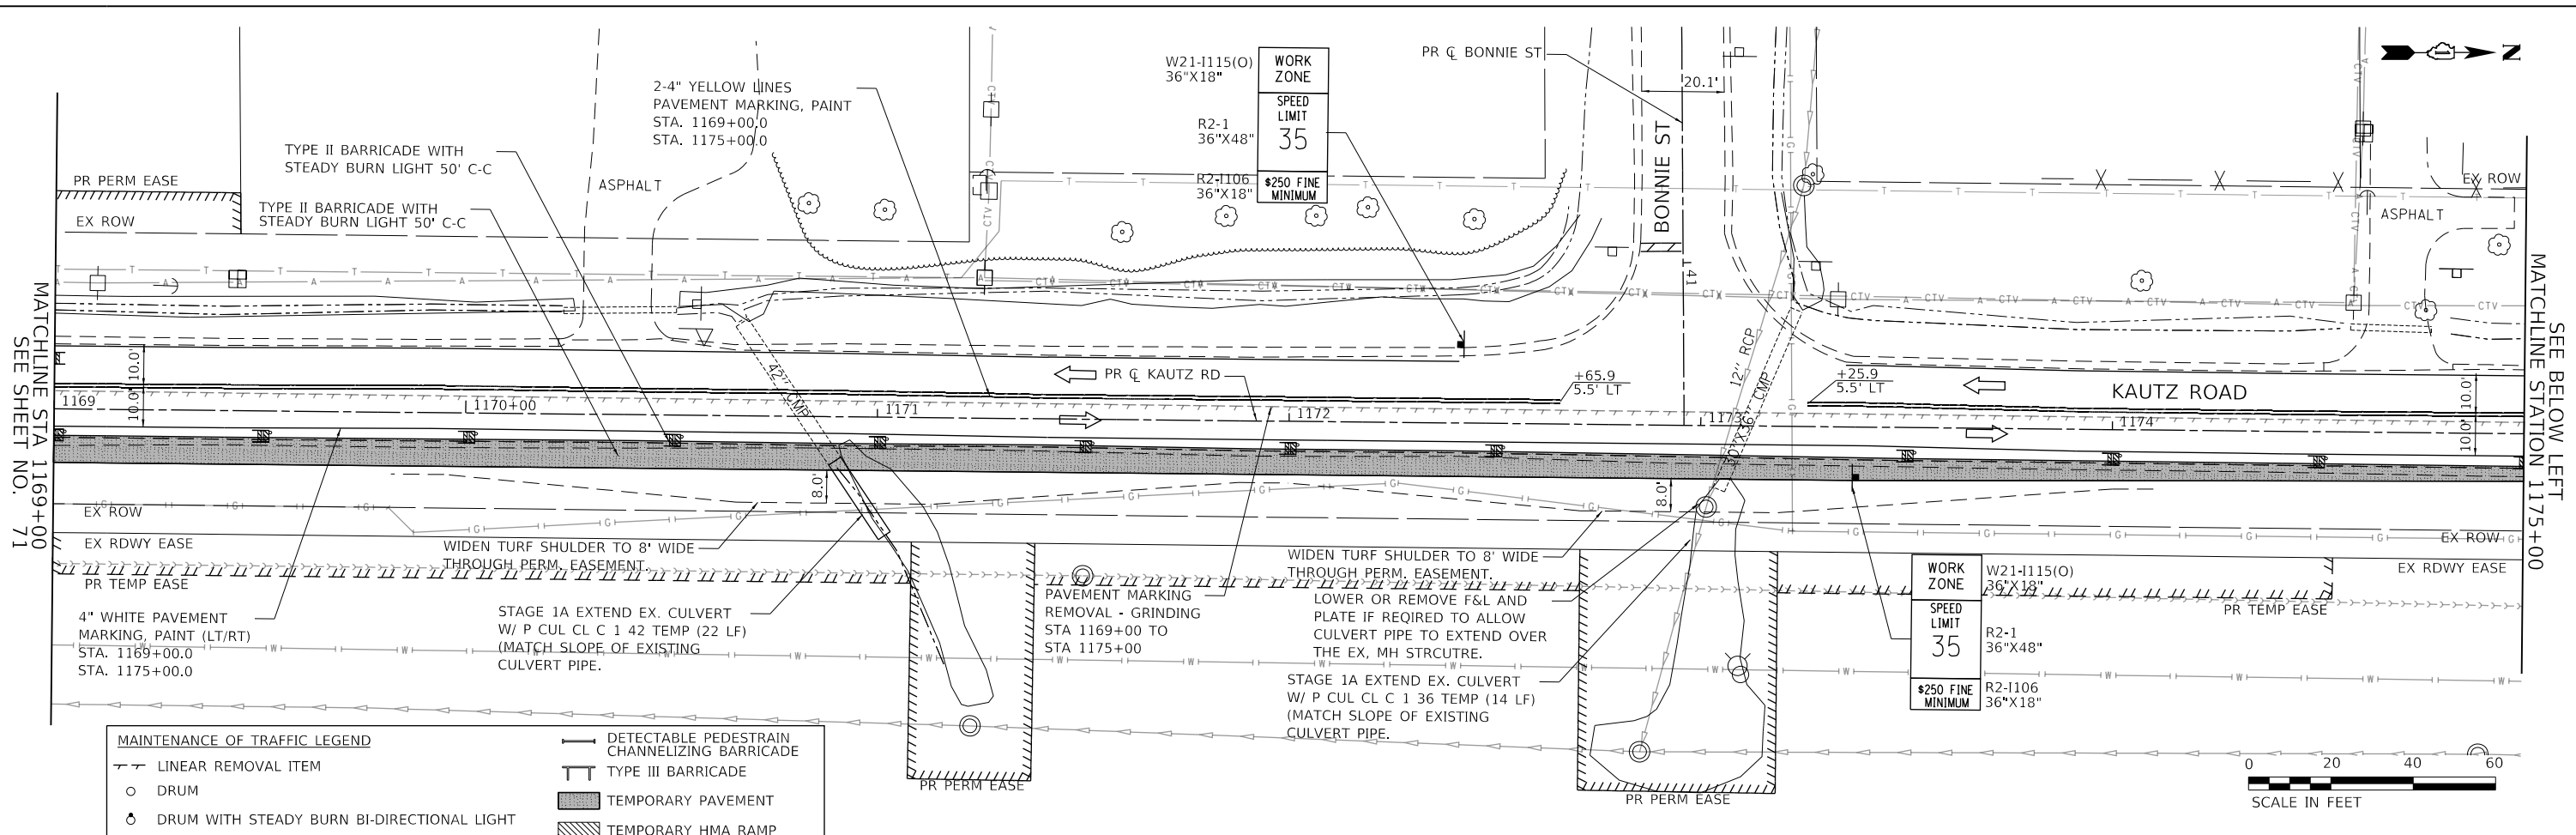 W21-I115(O)
36"X18"
WORK
ZONE
SPEED
LIMIT
35
R2-1
36"X48"
R2-I106
36"X18"
$250 FINE
MINIMUM
PR ℄ BONNIE ST
20.1'
N
2-4" YELLOW LINES
PAVEMENT MARKING, PAINT
STA. 1169+00.0
STA. 1175+00.0
TYPE II BARRICADE WITH
STEADY BURN LIGHT 50' C-C
TYPE II BARRICADE WITH
STEADY BURN LIGHT 50' C-C
PR PERM EASE
EX ROW
ASPHALT
BONNIE ST
41
EX ROW
ASPHALT
MATCHLINE STA 1169+00
SEE SHEET NO. 71
SEE BELOW LEFT
MATCHLINE STATION 1175+00
10.0'
10.0'
PR ℄ KAUTZ RD
+65.9
5.5' LT
+25.9
5.5' LT
KAUTZ ROAD
10.0'
10.0'
1169
1170+00
1171
1172
1173
1174
42" CMP
12" RCP
30"X36" CMP
8.0'
8.0'
EX ROW
EX RDWY EASE
PR TEMP EASE
EX ROW
EX RDWY EASE
PR TEMP EASE
WIDEN TURF SHULDER TO 8' WIDE
THROUGH PERM. EASEMENT.
WIDEN TURF SHULDER TO 8' WIDE
THROUGH PERM. EASEMENT.
4" WHITE PAVEMENT
MARKING, PAINT (LT/RT)
STA. 1169+00.0
STA. 1175+00.0
STAGE 1A EXTEND EX. CULVERT
W/ P CUL CL C 1 42 TEMP (22 LF)
(MATCH SLOPE OF EXISTING
CULVERT PIPE.
PAVEMENT MARKING
REMOVAL - GRINDING
STA 1169+00 TO
STA 1175+00
LOWER OR REMOVE F&L AND
PLATE IF REQIRED TO ALLOW
CULVERT PIPE TO EXTEND OVER
THE EX, MH STRCUTRE.
STAGE 1A EXTEND EX. CULVERT
W/ P CUL CL C 1 36 TEMP (14 LF)
(MATCH SLOPE OF EXISTING
CULVERT PIPE.
WORK
ZONE
W21-I115(O)
36"X18"
SPEED
LIMIT
35
R2-1
36"X48"
$250 FINE
MINIMUM
R2-I106
36"X18"
PR PERM EASE
PR PERM EASE
MAINTENANCE OF TRAFFIC LEGEND
LINEAR REMOVAL ITEM
DRUM
DRUM WITH STEADY BURN BI-DIRECTIONAL LIGHT
DETECTABLE PEDESTRAIN
CHANNELIZING BARRICADE
TYPE III BARRICADE
TEMPORARY PAVEMENT
TEMPORARY HMA RAMP
0 20 40 60
SCALE IN FEET